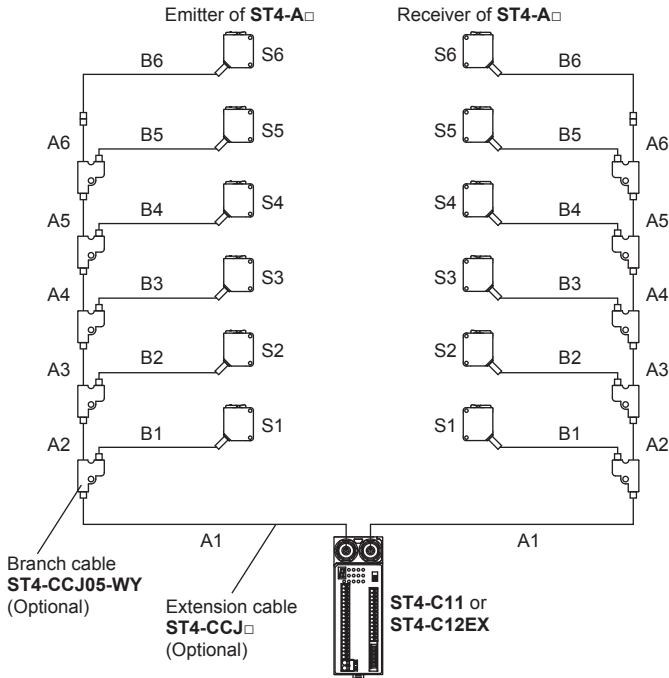 Emitter of ST4-A□
Receiver of ST4-A□
B6
S6
S6
B6
A6
B5
S5
S5
B5
A6
A5
B4
S4
S4
B4
A5
A4
B3
S3
S3
B3
A4
A3
B2
S2
S2
B2
A3
A2
B1
S1
S1
B1
A2
A1
A1
Branch cable
ST4-CCJ05-WY
(Optional)
Extension cable
ST4-CCJ□
(Optional)
ST4-C11 or
ST4-C12EX